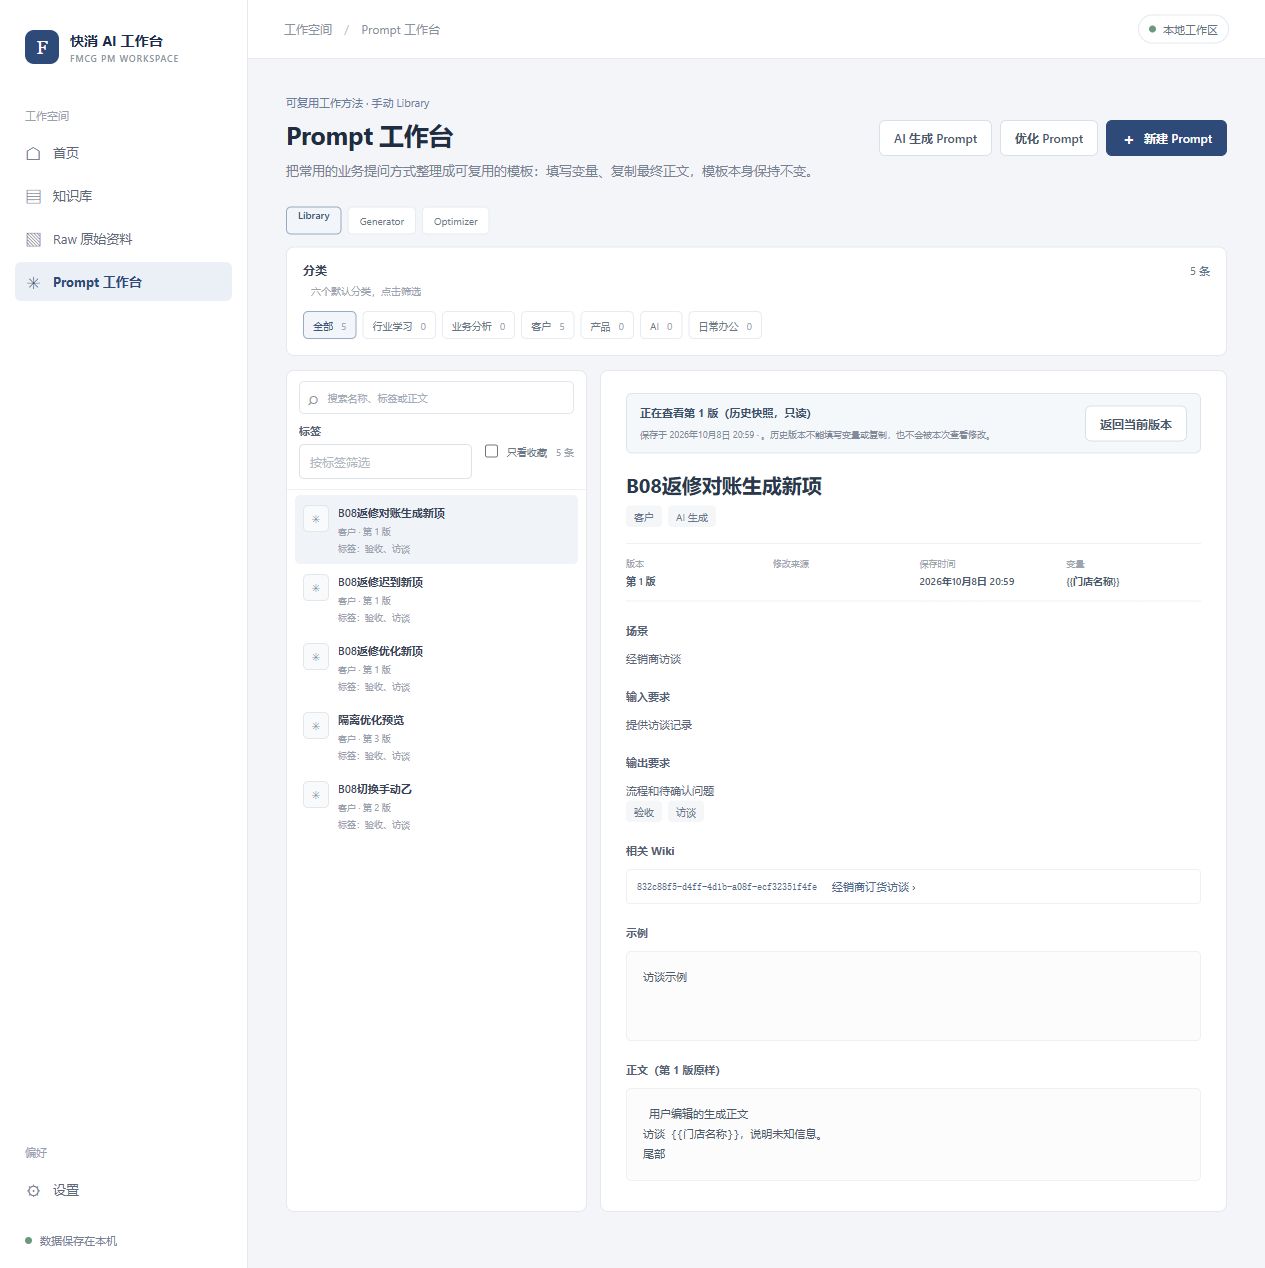 F
快消 AI 工作台
FMCG PM WORKSPACE
工作空间
首页
知识库
Raw 原始资料
Prompt 工作台
偏好
设置
数据保存在本机
工作空间 / Prompt 工作台
本地工作区
可复用工作方法 · 手动 Library
Prompt 工作台
把常用的业务提问方式整理成可复用的模板：填写变量、复制最终正文，模板本身保持不变。
AI 生成 Prompt
优化 Prompt
+ 新建 Prompt
Library
Generator
Optimizer
分类
5 条
六个默认分类，点击筛选
全部 5
行业学习 0
业务分析 0
客户 5
产品 0
AI 0
日常办公 0
搜索名称、标签或正文
标签
按标签筛选
只看收藏
5 条
B08返修对账生成新项
客户 · 第 1 版
标签：验收、访谈
B08返修迟到新项
客户 · 第 1 版
标签：验收、访谈
B08返修优化新项
客户 · 第 1 版
标签：验收、访谈
隔离优化预览
客户 · 第 3 版
标签：验收、访谈
B08切换手动乙
客户 · 第 2 版
标签：验收、访谈
正在查看第 1 版（历史快照，只读）
保存于 2026年10月8日 20:59 · 。历史版本不能填写变量或复制，也不会被本次查看修改。
返回当前版本
B08返修对账生成新项
客户
AI 生成
版本
第 1 版
修改来源
保存时间
2026年10月8日 20:59
变量
{{门店名称}}
场景
经销商访谈
输入要求
提供访谈记录
输出要求
流程和待确认问题
验收
访谈
相关 Wiki
832c88f5-d4ff-4d1b-a08f-ecf32351f4fe 经销商订货访谈 ›
示例
访谈示例
正文（第 1 版原样）
用户编辑的生成正文
访谈 {{门店名称}}，说明未知信息。
尾部